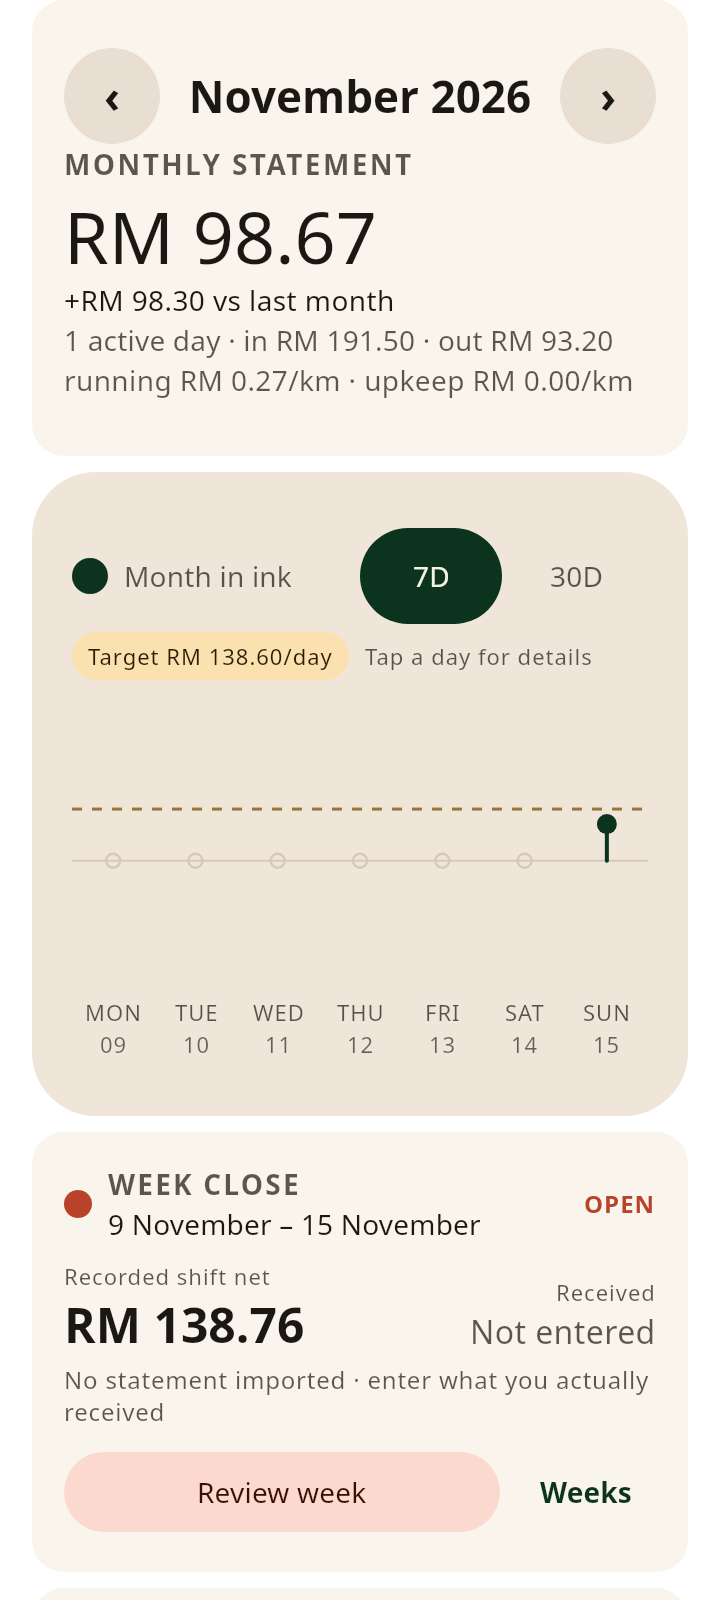 ‹ November 2026 ›
MONTHLY STATEMENT
RM 98.67
+RM 98.30 vs last month
1 active day · in RM 191.50 · out RM 93.20
running RM 0.27/km · upkeep RM 0.00/km
Month in ink 7D 30D
Target RM 138.60/day Tap a day for details
MON TUE WED THU FRI SAT SUN
09 10 11 12 13 14 15
WEEK CLOSE
9 November – 15 November
OPEN
Recorded shift net
RM 138.76
Received
Not entered
No statement imported · enter what you actually
received
Review week Weeks